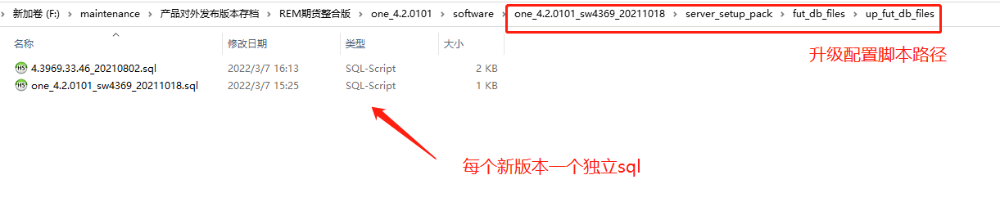 新加卷 (F:) > maintenance > 产品对外发布版本存档 > REM期货整合版 > one_4.2.0101 > software > one_4.2.0101_sw4369_20211018 > server_setup_pack > fut_db_files > up_fut_db_files
名称 修改日期 类型 大小
升级配置脚本路径
4.3969.33.46_20210802.sql 2022/3/7 16:13 SQL-Script 2 KB
one_4.2.0101_sw4369_20211018.sql 2022/3/7 15:25 SQL-Script 1 KB
每个新版本一个独立sql